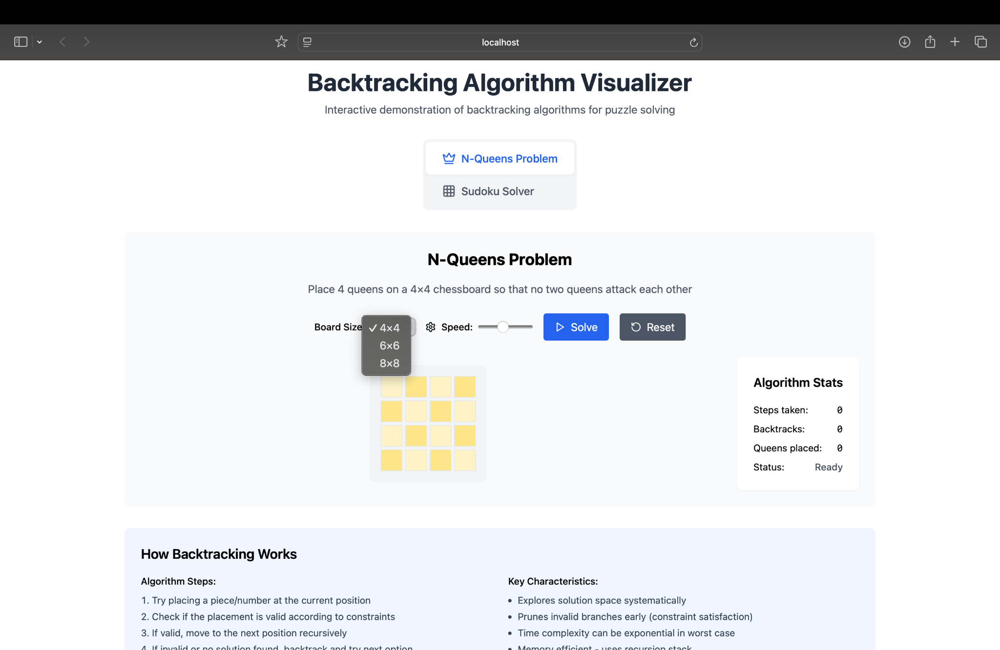 localhost
Backtracking Algorithm Visualizer
Interactive demonstration of backtracking algorithms for puzzle solving
N-Queens Problem
Sudoku Solver
N-Queens Problem
Place 4 queens on a 4×4 chessboard so that no two queens attack each other
Board Size
✓ 4×4
6×6
8×8
Speed:
Solve
Reset
Algorithm Stats
Steps taken: 0
Backtracks: 0
Queens placed: 0
Status: Ready
How Backtracking Works
Algorithm Steps:
1. Try placing a piece/number at the current position
2. Check if the placement is valid according to constraints
3. If valid, move to the next position recursively
4. If invalid or no solution found, backtrack and try next option
Key Characteristics:
• Explores solution space systematically
• Prunes invalid branches early (constraint satisfaction)
• Time complexity can be exponential in worst case
• Memory efficient - uses recursion stack